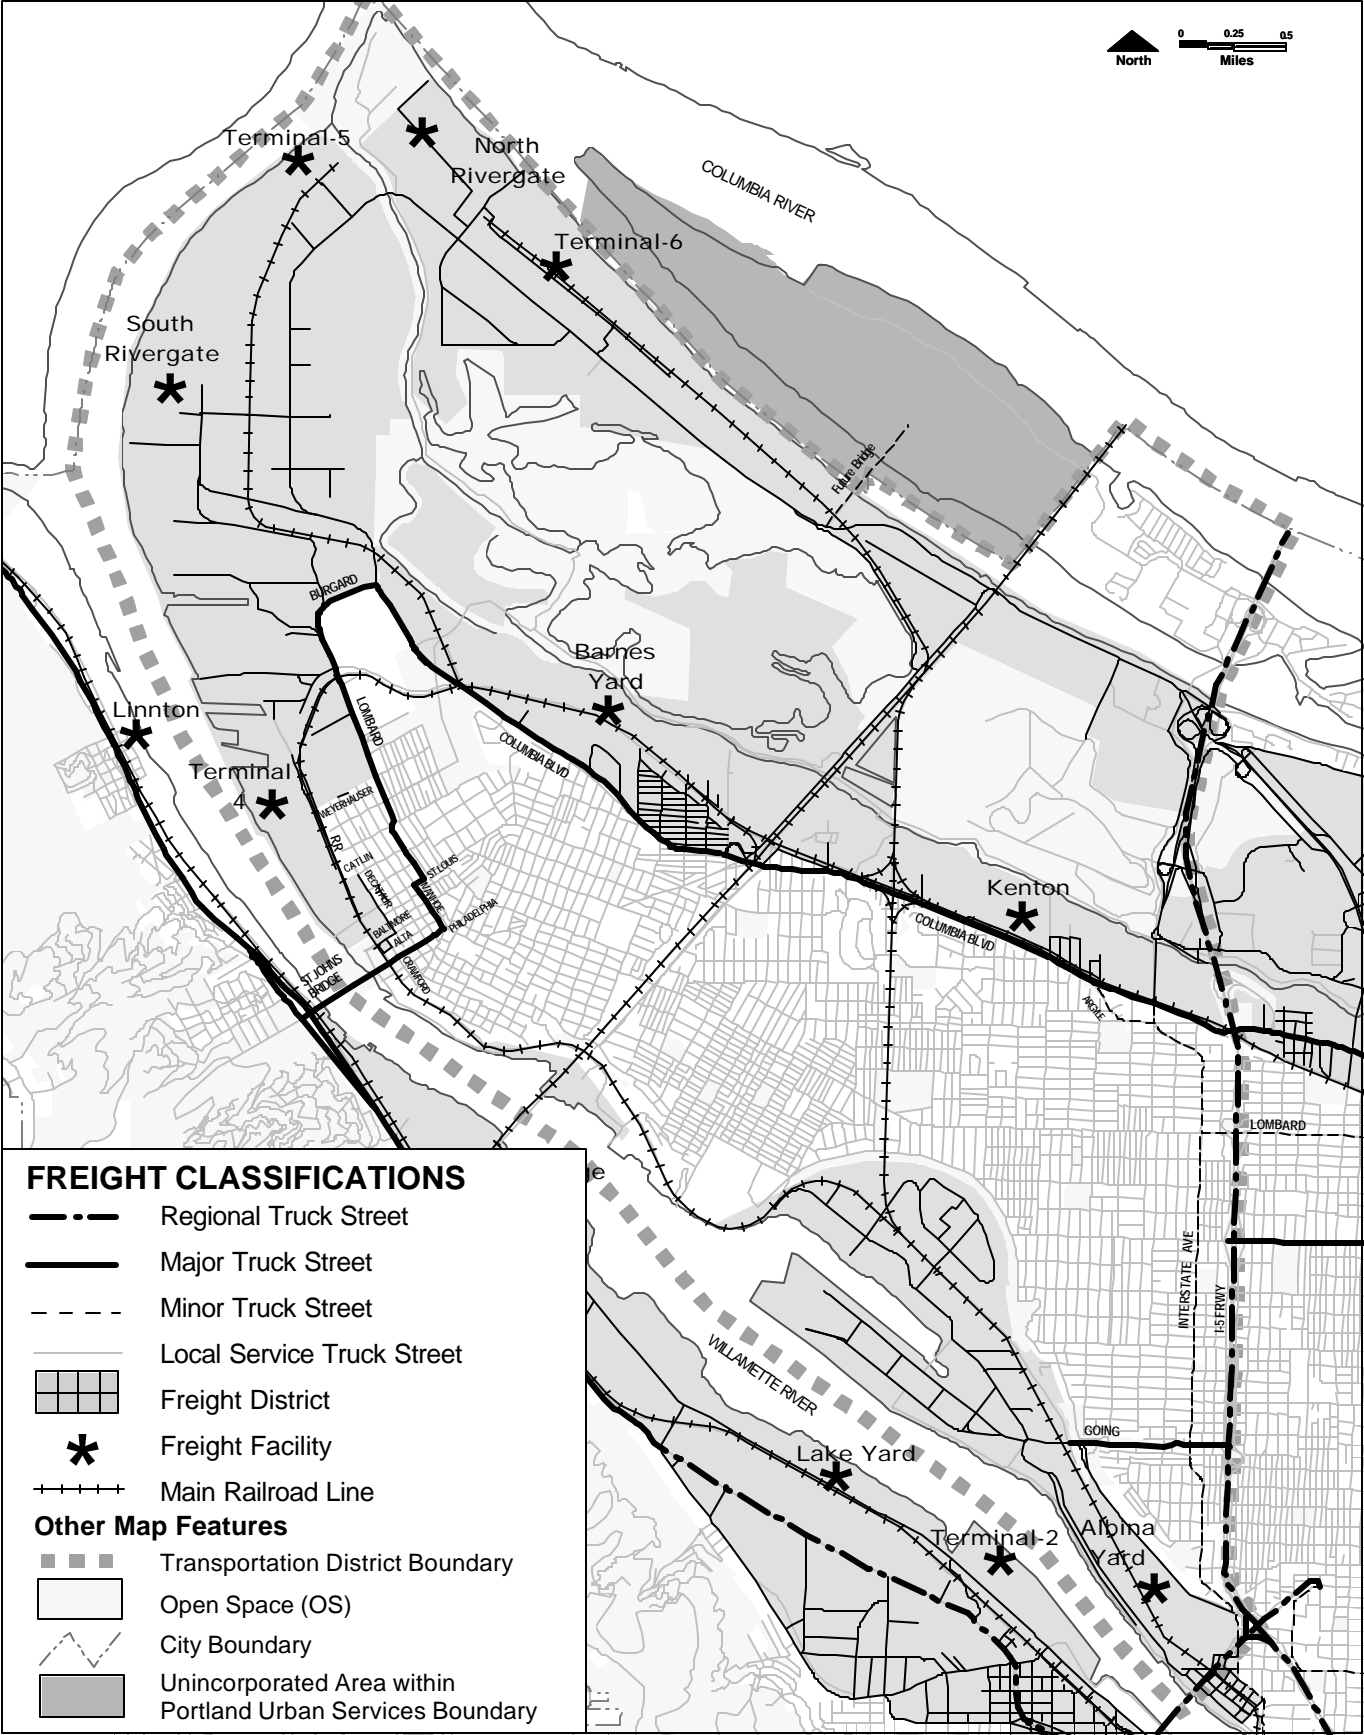 0 0.25 0.5
North Miles
Terminal-5
North
Rivergate
COLUMBIA RIVER
Terminal-6
South
Rivergate
Future Bridge
BURGARD
Barnes
Yard
Linnton
LOMBARD
COLUMBIA BLVD
Terminal
4
WEYERHAUSER
RR
CATLIN
ST LOUIS
DECATAUR
IVANHOE
BALTIMORE
PHILADELPHIA
ALTA
CRAWFORD
ST JOHNS
BRIDGE
Kenton
COLUMBIA BLVD
ARGLE
LOMBARD
ge
INTERSTATE AVE
I-5 FRWY
WILLAMETTE RIVER
GOING
Lake Yard
Terminal-2
Albina
Yard
FREIGHT CLASSIFICATIONS
Regional Truck Street
Major Truck Street
Minor Truck Street
Local Service Truck Street
Freight District
Freight Facility
Main Railroad Line
Other Map Features
Transportation District Boundary
Open Space (OS)
City Boundary
Unincorporated Area within
Portland Urban Services Boundary